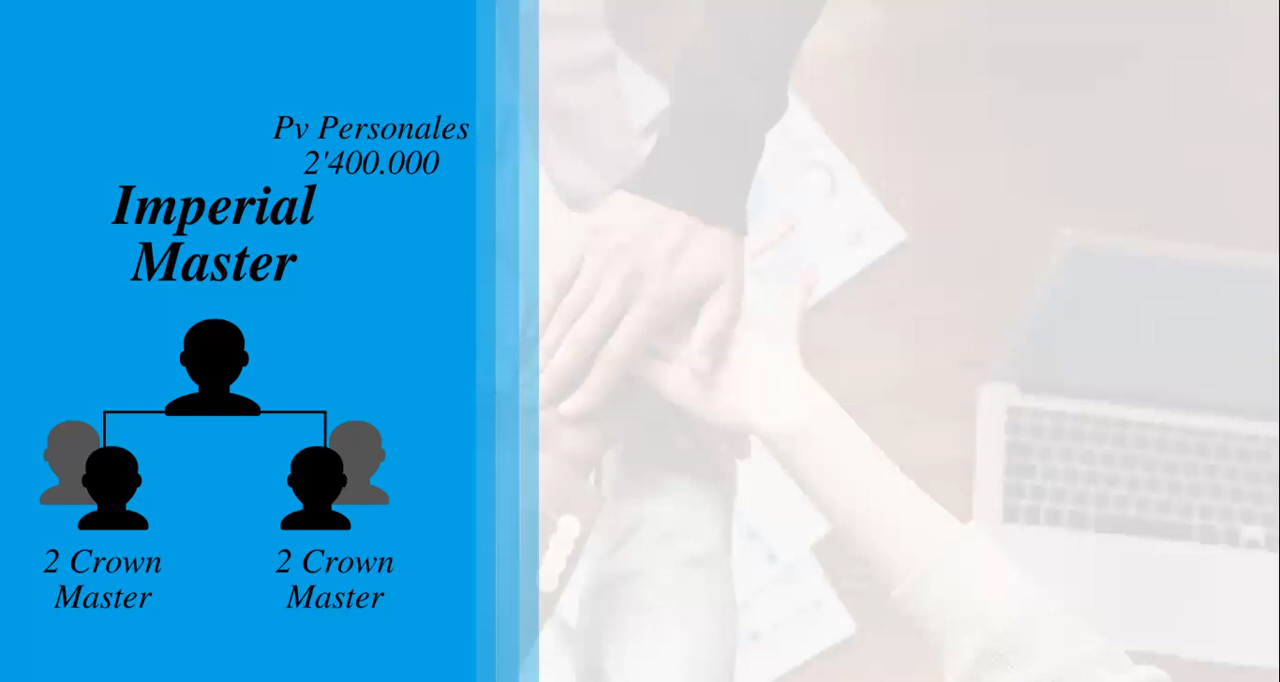 Pv Personales
2'400.000
Imperial
Master
2 Crown
Master
2 Crown
Master